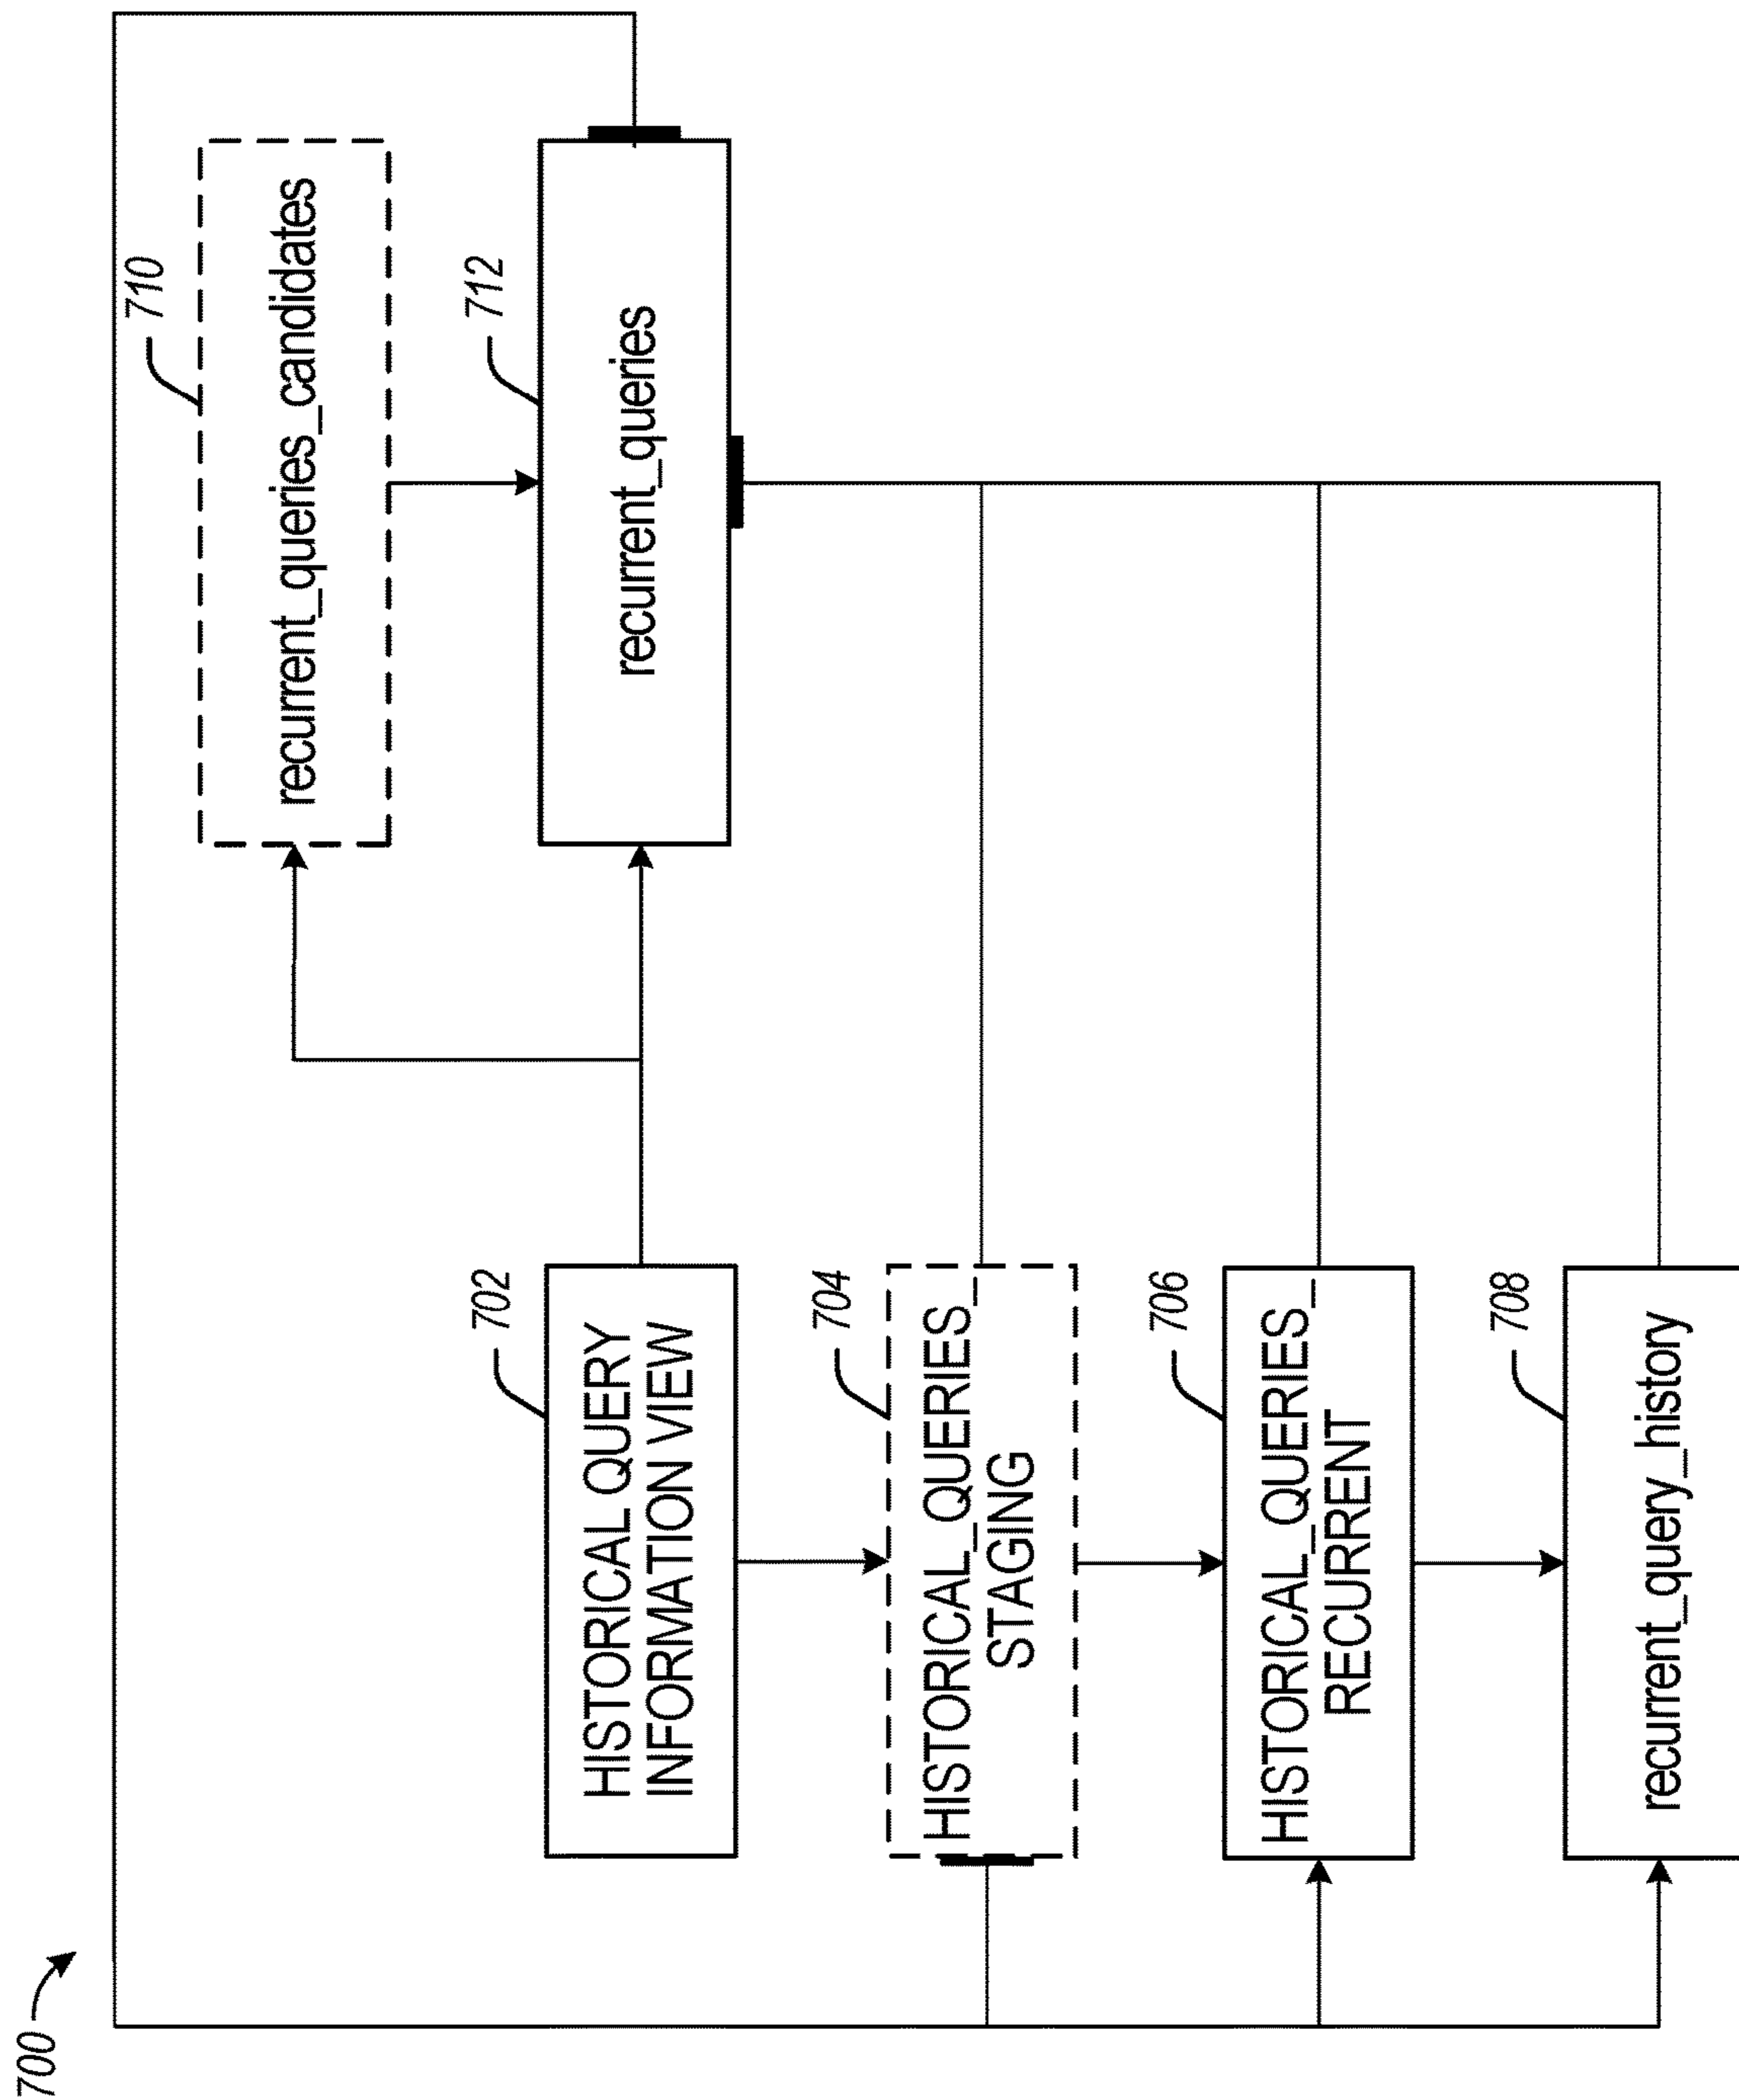 700
702
HISTORICAL QUERY
INFORMATION VIEW
710
recurrent_queries_candidates
712
recurrent_queries
704
HISTORICAL_QUERIES_
STAGING
706
HISTORICAL_QUERIES_
RECURRENT
708
recurrent_query_history